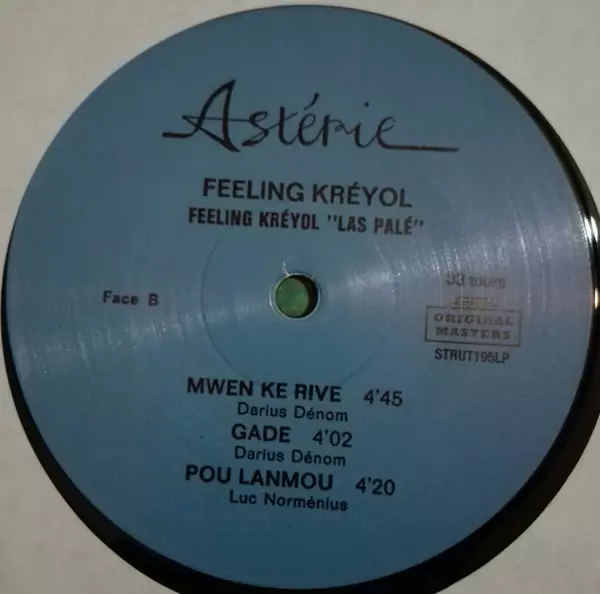 Astérie
FEELING KRÉYOL
FEELING KRÉYOL "LAS PALÉ"
Face B
33 tours
ORIGINAL
MASTERS
STRUT195LP
MWEN KE RIVE 4'45
Darius Dénom
GADE 4'02
Darius Dénom
POU LANMOU 4'20
Luc Norménius